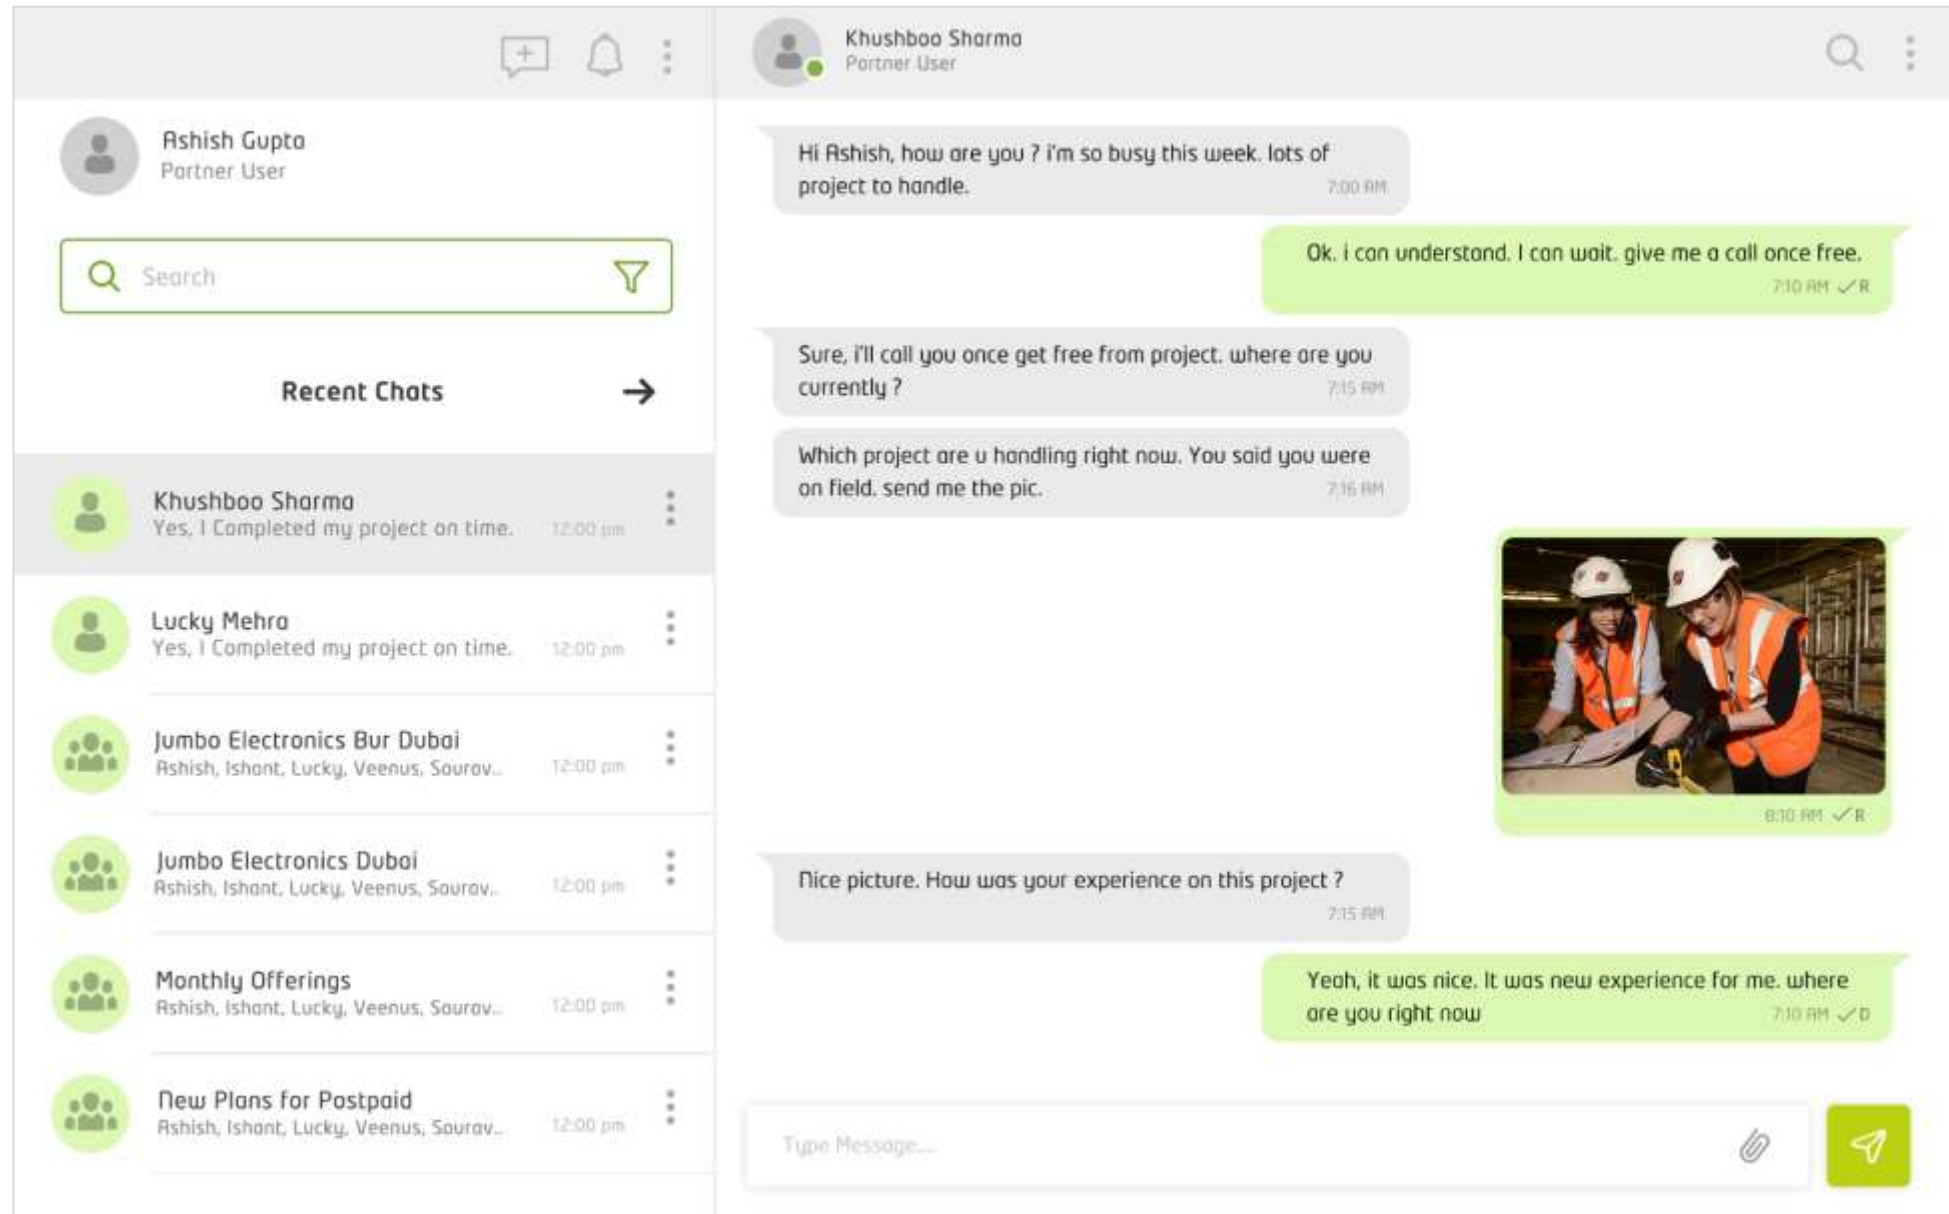 Ashish Gupta
Partner User
Search
Recent Chats
Khushboo Sharma
Yes, I Completed my project on time. 12:00 pm
Lucky Mehra
Yes, I Completed my project on time. 12:00 pm
Jumbo Electronics Bur Dubai
Ashish, Ishant, Lucky, Veenus, Sourav.. 12:00 pm
Jumbo Electronics Dubai
Ashish, Ishant, Lucky, Veenus, Sourav.. 12:00 pm
Monthly Offerings
Ashish, Ishant, Lucky, Veenus, Sourav.. 12:00 pm
New Plans for Postpaid
Ashish, Ishant, Lucky, Veenus, Sourav.. 12:00 pm
Khushboo Sharma
Partner User
Hi Ashish, how are you ? i'm so busy this week. lots of
project to handle. 7:00 AM
Ok. i can understand. I can wait. give me a call once free.
7:10 AM ✓R
Sure, i'll call you once get free from project. where are you
currently ? 7:15 AM
Which project are u handling right now. You said you were
on field. send me the pic. 7:16 AM
8:10 AM ✓R
Nice picture. How was your experience on this project ?
7:15 AM
Yeah, it was nice. It was new experience for me. where
are you right now 7:10 AM ✓D
Type Message....